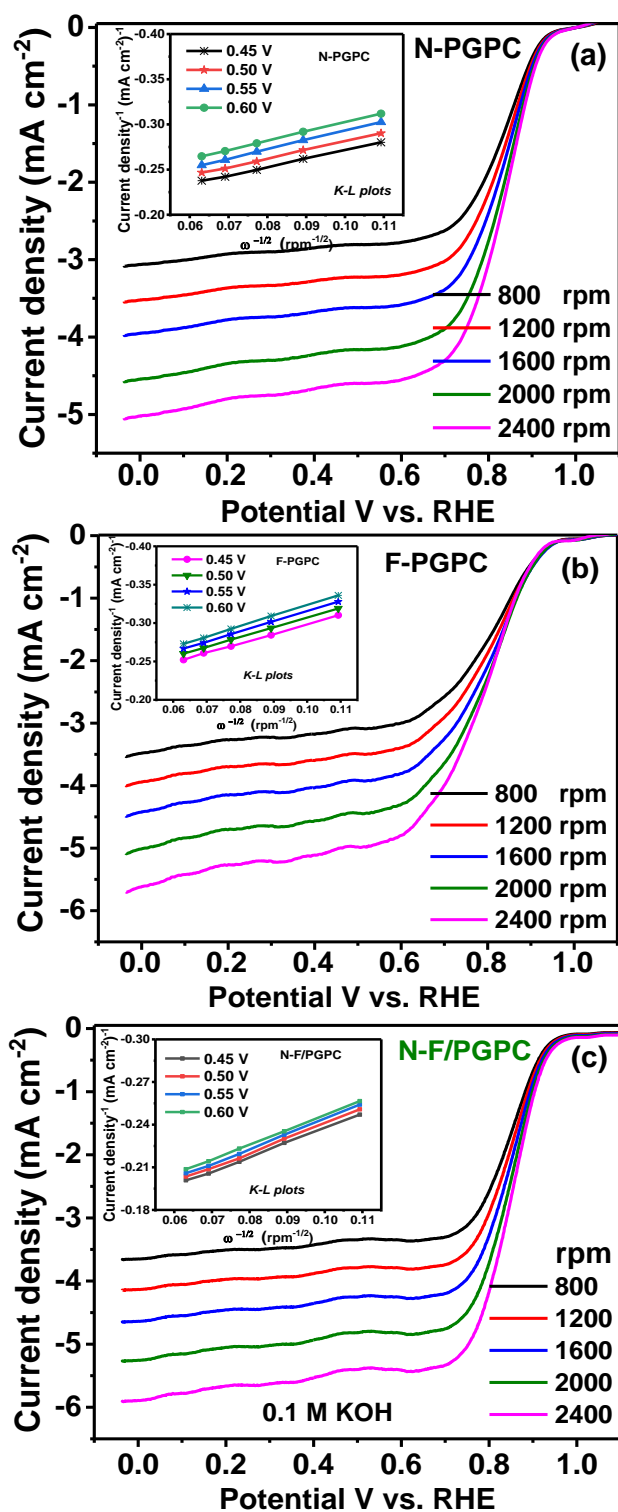 (a)
N-PGPC
Current density (mA cm-2)
0
-1
-2
-3
-4
-5
0.0 0.2 0.4 0.6 0.8 1.0
Potential V vs. RHE
800 rpm
1200 rpm
1600 rpm
2000 rpm
2400 rpm
Current density-1 (mA cm-2)-1
-0.40
-0.35
-0.30
-0.25
-0.20
0.06 0.07 0.08 0.09 0.10 0.11
ω-1/2 (rpm-1/2)
0.45 V
0.50 V
0.55 V
0.60 V
N-PGPC
K-L plots
(b)
F-PGPC
Current density (mA cm-2)
0
-1
-2
-3
-4
-5
-6
0.0 0.2 0.4 0.6 0.8 1.0
Potential V vs. RHE
800 rpm
1200 rpm
1600 rpm
2000 rpm
2400 rpm
Current density-1 (mA cm-2)-1
-0.40
-0.35
-0.30
-0.25
-0.20
0.06 0.07 0.08 0.09 0.10 0.11
ω-1/2 (rpm-1/2)
0.45 V
0.50 V
0.55 V
0.60 V
F-PGPC
K-L plots
(c)
N-F/PGPC
Current density (mA cm-2)
0
-1
-2
-3
-4
-5
-6
0.0 0.2 0.4 0.6 0.8 1.0
Potential V vs. RHE
rpm
800
1200
1600
2000
2400
0.1 M KOH
Current density-1 (mA cm-2)-1
-0.30
-0.27
-0.24
-0.21
-0.18
0.06 0.07 0.08 0.09 0.10 0.11
ω-1/2 (rpm-1/2)
0.45 V
0.50 V
0.55 V
0.60 V
N-F/PGPC
K-L plots